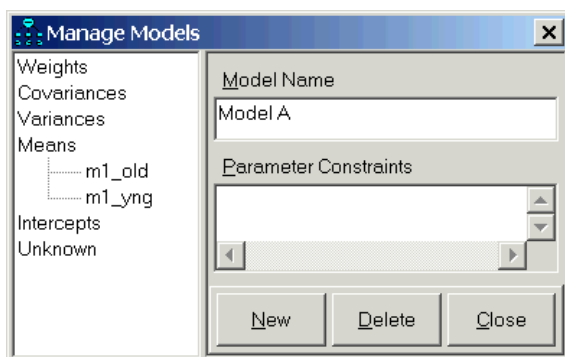 Manage Models
Weights
Covariances
Variances
Means
m1_old
m1_yng
Intercepts
Unknown
Model Name
Model A
Parameter Constraints
New
Delete
Close